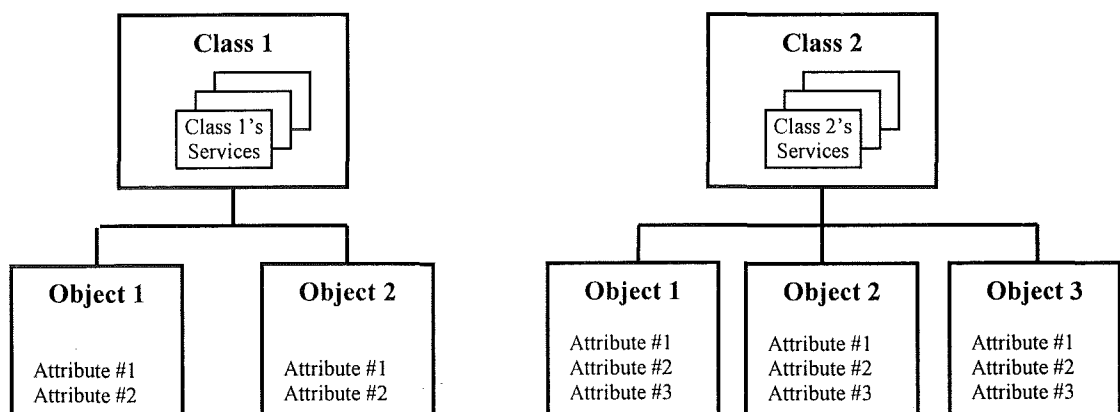 Class 1
Class 1's
Services
Object 1
Attribute #1
Attribute #2
Object 2
Attribute #1
Attribute #2
Class 2
Class 2's
Services
Object 1
Attribute #1
Attribute #2
Attribute #3
Object 2
Attribute #1
Attribute #2
Attribute #3
Object 3
Attribute #1
Attribute #2
Attribute #3